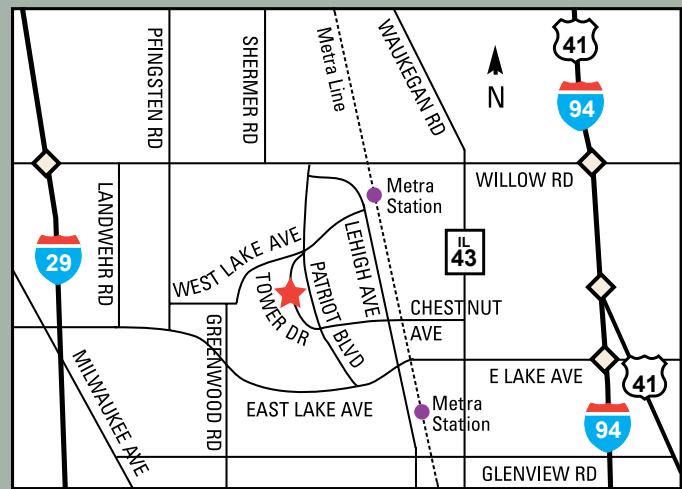 PFINGSTEN RD
SHERMER RD
Metra Line
WAUKEGAN RD
N
41
94
WILLOW RD
Metra
Station
LANDWEHR RD
29
WEST LAKE AVE
TOWER DR
PATRIOT BLVD
LEHIGH AVE
IL
43
CHESTNUT
AVE
GREENWOOD RD
MILWAUKEE AVE
EAST LAKE AVE
E LAKE AVE
41
Metra
Station
94
GLENVIEW RD